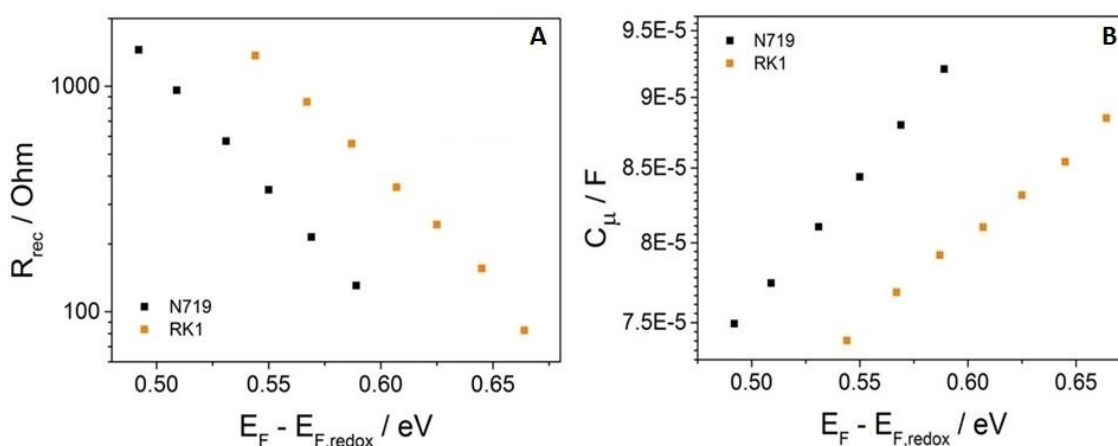 A
N719
RK1
1000
100
R_rec / Ohm
0.50 0.55 0.60 0.65
E_F - E_F,redox / eV
B
N719
RK1
9.5E-5
9E-5
8.5E-5
8E-5
7.5E-5
C_μ / F
0.50 0.55 0.60 0.65
E_F - E_F,redox / eV